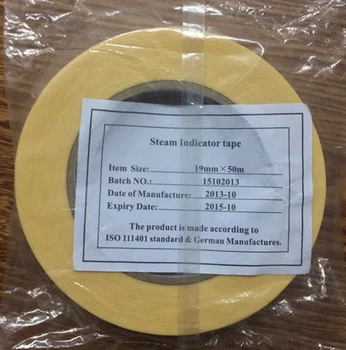 Steam Indicator tape
Item Size: 19mm×50m
Batch NO.: 15102013
Date of Manufacture: 2013-10
Expiry Date: 2015-10
The product is made according to
ISO 111401 standard & German Manufactures.